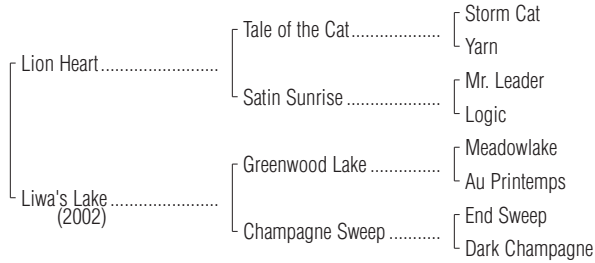 Storm Cat
Tale of the Cat....................
Yarn
Lion Heart..........................
Mr. Leader
Satin Sunrise .....................
Logic
Meadowlake
Greenwood Lake ................
Au Printemps
Liwa's Lake ........................
(2002)
End Sweep
Champagne Sweep ...........
Dark Champagne